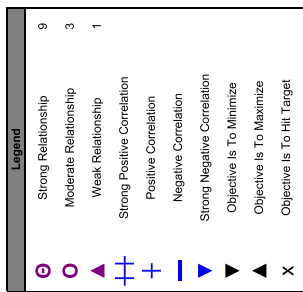 Legend
Strong Relationship 9
Moderate Relationship 3
Weak Relationship 1
Strong Positive Correlation
Positive Correlation
Negative Correlation
Strong Negative Correlation
Objective Is To Minimize
Objective Is To Maximize
X Objective Is To Hit Target